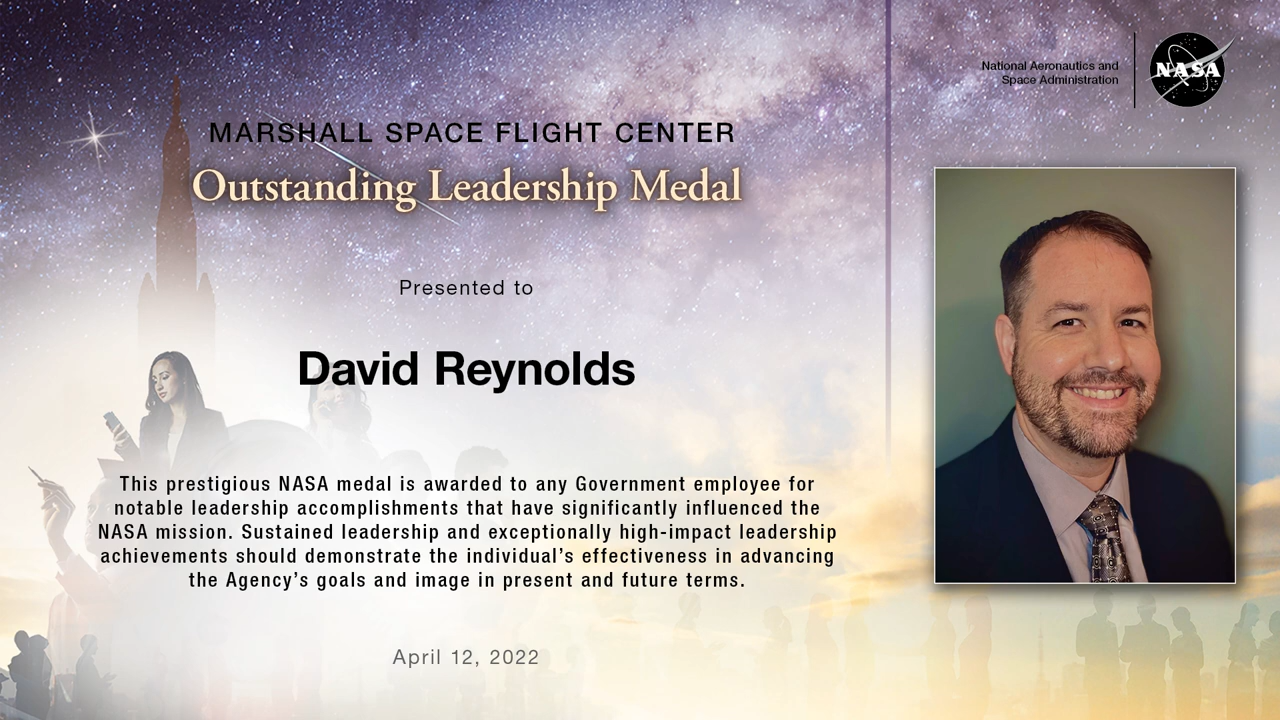 National Aeronautics and
Space Administration
NASA
MARSHALL SPACE FLIGHT CENTER
Outstanding Leadership Medal
Presented to
David Reynolds
This prestigious NASA medal is awarded to any Government employee for
notable leadership accomplishments that have significantly influenced the
NASA mission. Sustained leadership and exceptionally high-impact leadership
achievements should demonstrate the individual’s effectiveness in advancing
the Agency’s goals and image in present and future terms.
April 12, 2022